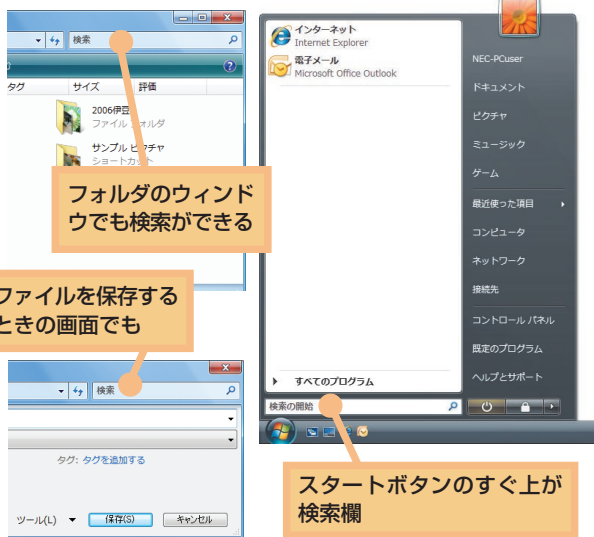 検索
タグ サイズ 評価
2006伊豆
ファイル フォルダ
サンプル ピクチャ
ショートカット
フォルダのウィンド
ウでも検索ができる
ファイルを保存する
ときの画面でも
検索
タグ: タグを追加する
ツール(L) 保存(S) キャンセル
インターネット
Internet Explorer
電子メール
Microsoft Office Outlook
すべてのプログラム
検索の開始
NEC-PCuser
ドキュメント
ピクチャ
ミュージック
ゲーム
最近使った項目
コンピュータ
ネットワーク
接続先
コントロール パネル
既定のプログラム
ヘルプとサポート
スタートボタンのすぐ上が
検索欄